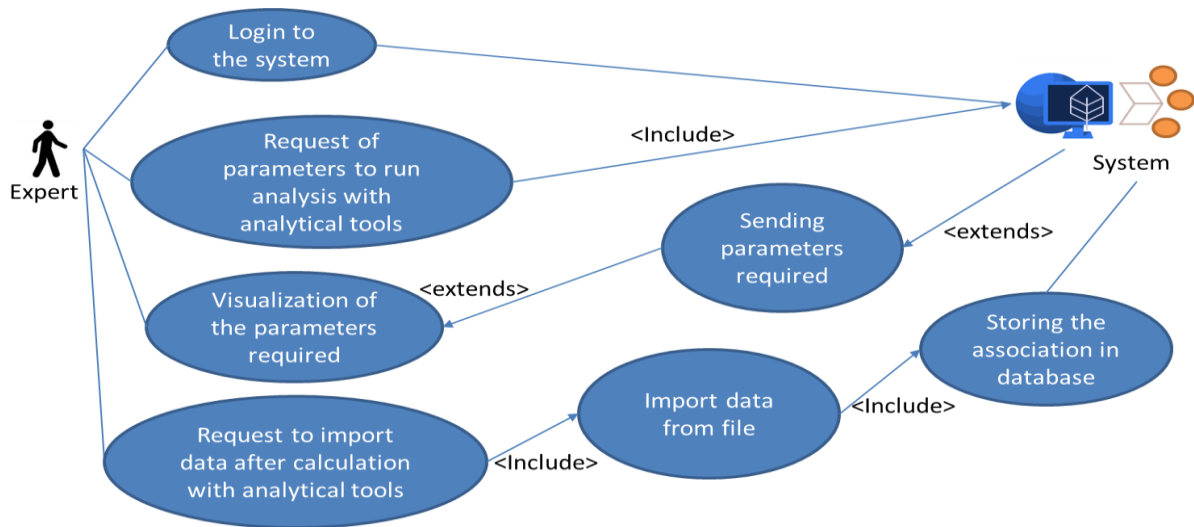 Login to
the system
Expert
Request of
parameters to run
analysis with
analytical tools
<Include>
System
Sending
parameters
required
<extends>
Visualization of
the parameters
required
<extends>
Storing the
association in
database
Import data
from file
<Include>
Request to import
data after calculation
with analytical tools
<Include>